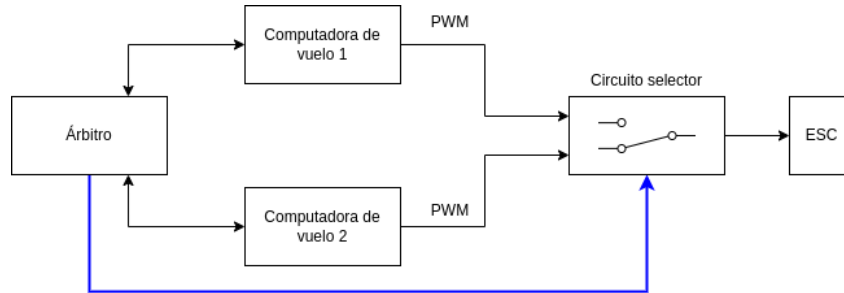 Computadora de
vuelo 1
PWM
Circuito selector
Árbitro
ESC
Computadora de
vuelo 2
PWM